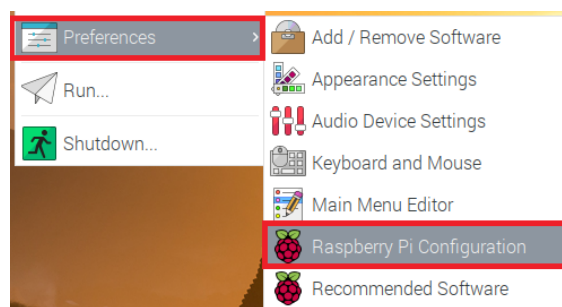 Preferences
Run...
Shutdown...
Add / Remove Software
Appearance Settings
Audio Device Settings
Keyboard and Mouse
Main Menu Editor
Raspberry Pi Configuration
Recommended Software